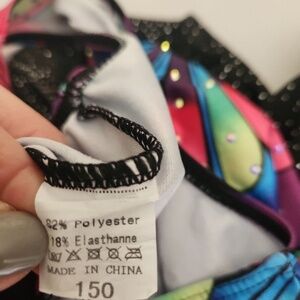 82% Polyester
18% Elasthanne
MADE IN CHINA
150